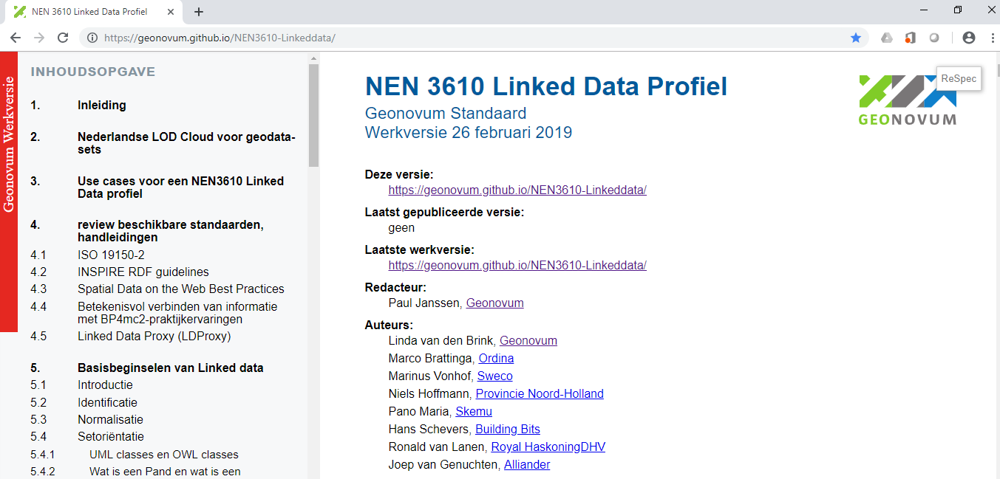 NEN 3610 Linked Data Profiel
https://geonovum.github.io/NEN3610-Linkeddata/
Geonovum Werkversie
INHOUDSOPGAVE
1. Inleiding
2. Nederlandse LOD Cloud voor geodata-
sets
3. Use cases voor een NEN3610 Linked
Data profiel
4. review beschikbare standaarden,
handleidingen
4.1 ISO 19150-2
4.2 INSPIRE RDF guidelines
4.3 Spatial Data on the Web Best Practices
4.4 Betekenisvol verbinden van informatie
met BP4mc2-praktijkervaringen
4.5 Linked Data Proxy (LDProxy)
5. Basisbeginselen van Linked data
5.1 Introductie
5.2 Identificatie
5.3 Normalisatie
5.4 Setoriëntatie
5.4.1 UML classes en OWL classes
5.4.2 Wat is een Pand en wat is een
NEN 3610 Linked Data Profiel
Geonovum Standaard
Werkversie 26 februari 2019
ReSpec
GEONOVUM
Deze versie:
https://geonovum.github.io/NEN3610-Linkeddata/
Laatst gepubliceerde versie:
geen
Laatste werkversie:
https://geonovum.github.io/NEN3610-Linkeddata/
Redacteur:
Paul Janssen, Geonovum
Auteurs:
Linda van den Brink, Geonovum
Marco Brattinga, Ordina
Marinus Vonhof, Sweco
Niels Hoffmann, Provincie Noord-Holland
Pano Maria, Skemu
Hans Schevers, Building Bits
Ronald van Lanen, Royal HaskoningDHV
Joep van Genuchten, Alliander